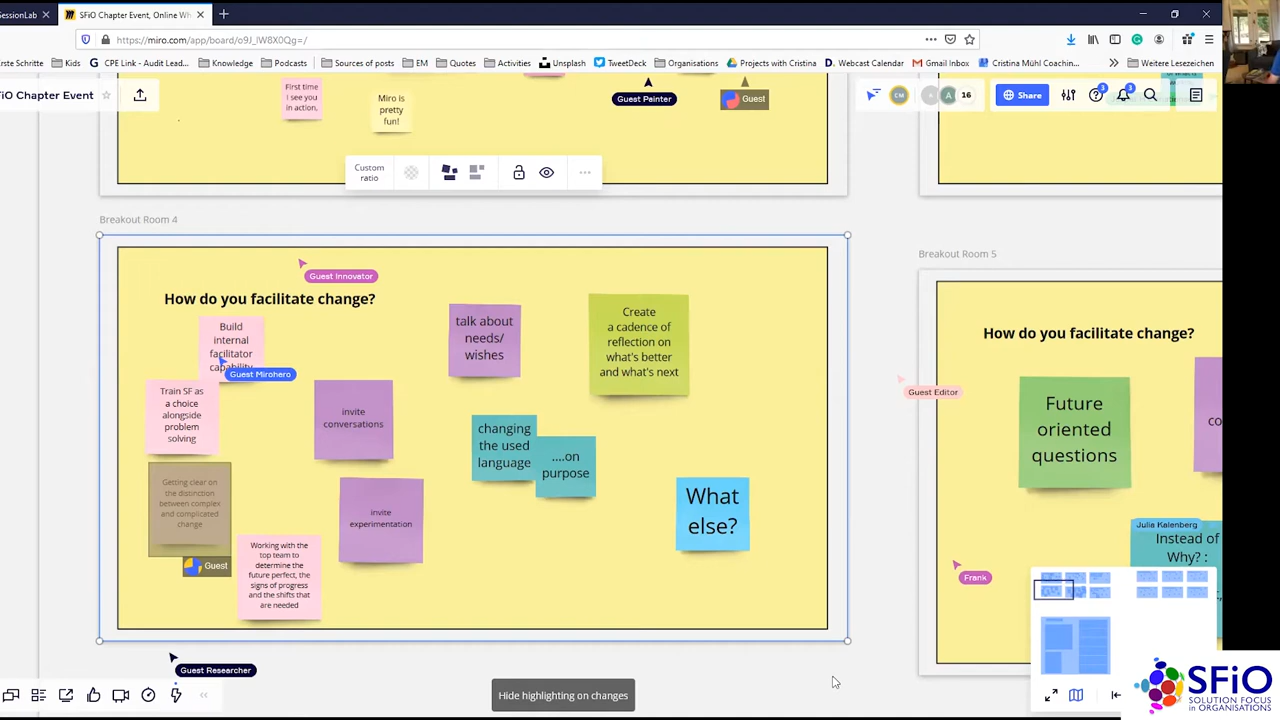 SessionLab
SFiO Chapter Event, Online Wh
https://miro.com/app/board/o9J_lW8X0Qg=/
Erste Schritte
Kids
CPE Link - Audit Lead...
Knowledge
Podcasts
Sources of posts
EM
Quotes
Activities
Unsplash
TweetDeck
Organisations
Projects with Cristina
Webcast Calendar
Gmail Inbox
Cristina Mühl Coachin...
Weitere Lesezeichen
FiO Chapter Event
First time
I see you
in action.
Miro is
pretty
fun!
Guest Painter
Guest
CM
A
16
Share
3
3
Custom
ratio
Breakout Room 4
Guest Innovator
How do you facilitate change?
Build
internal
facilitator
capability
Guest Mirohero
Train SF as
a choice
alongside
problem
solving
Getting clear on
the distinction
between complex
and complicated
change
Guest
Working with the
top team to
determine the
future perfect, the
signs of progress
and the shifts that
are needed
invite
conversations
invite
experimentation
talk about
needs/
wishes
changing
the used
language
....on
purpose
Create
a cadence of
reflection on
what's better
and what's next
What
else?
Guest Researcher
Hide highlighting on changes
Breakout Room 5
Guest Editor
How do you facilitate change?
Future
oriented
questions
co
Julia Kalenberg
Instead of
Why? :
Frank
SFiO
SOLUTION FOCUS
in ORGANISATIONS